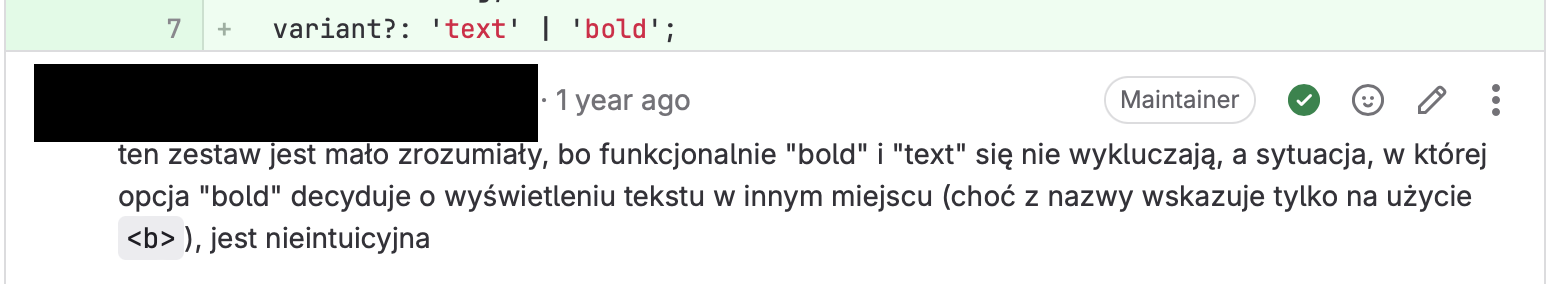 7 + variant?: 'text' | 'bold';
· 1 year ago Maintainer
ten zestaw jest mało zrozumiały, bo funkcjonalnie "bold" i "text" się nie wykluczają, a sytuacja, w której
opcja "bold" decyduje o wyświetleniu tekstu w innym miejscu (choć z nazwy wskazuje tylko na użycie
<b>), jest nieintuicyjna